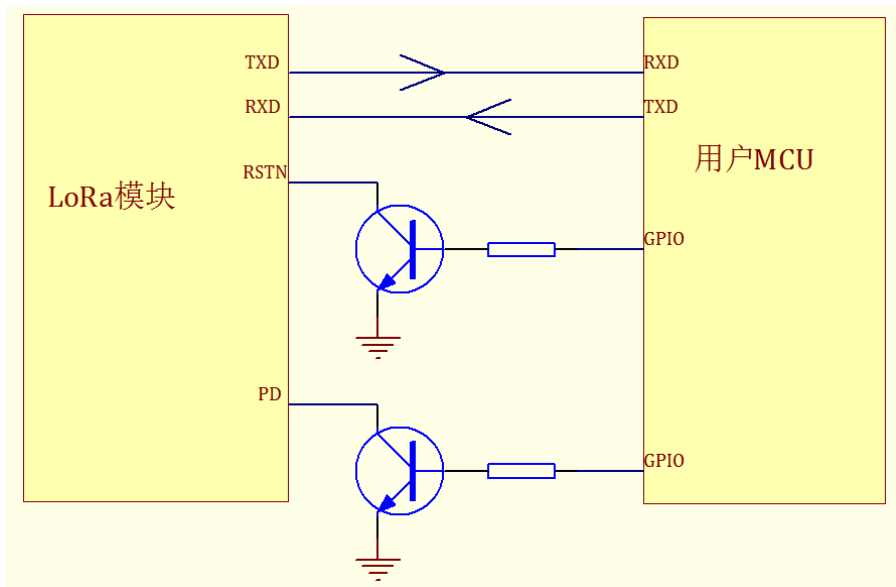 TXD
RXD
RSTN
LoRa模块
PD
RXD
TXD
用户MCU
GPIO
GPIO